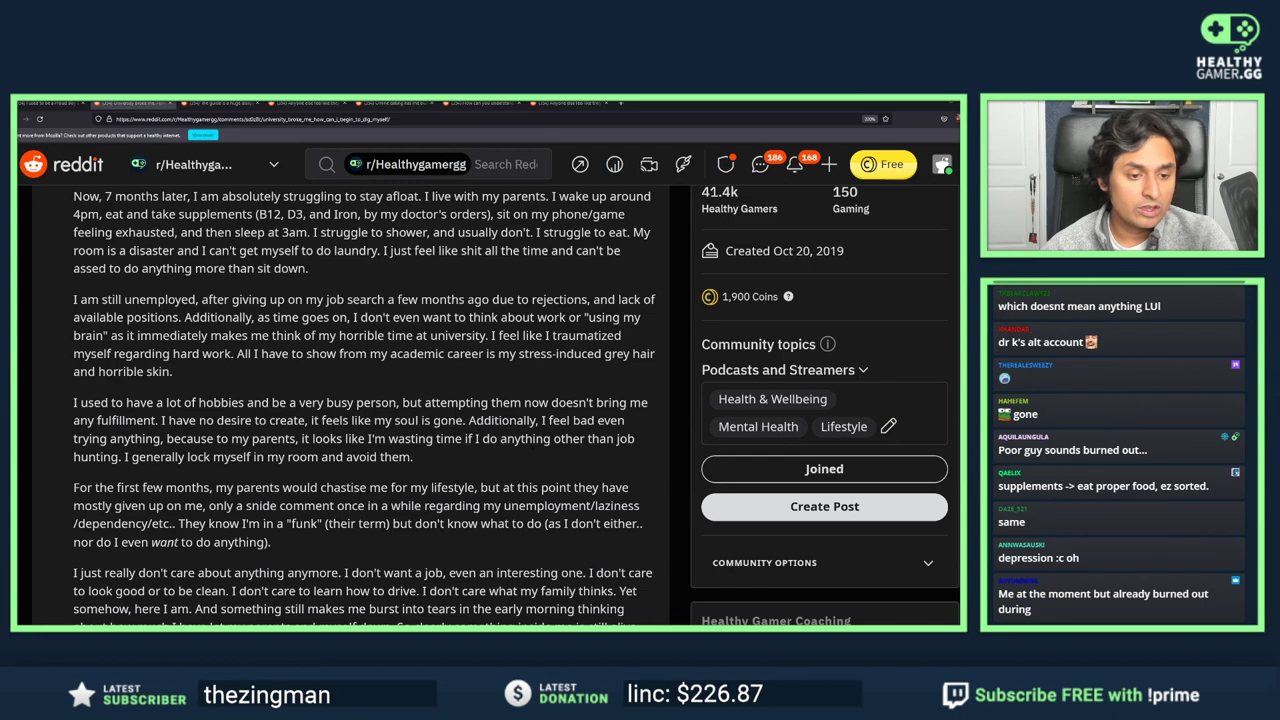 HEALTHY
GAMER.GG
https://www.reddit.com/r/Healthygamergg/comments/sd0c8t/university_broke_me_how_can_i_begin_to_dig_myself/
reddit
r/Healthyga...
r/Healthygamergg Search Red
186
168
Free
Now, 7 months later, I am absolutely struggling to stay afloat. I live with my parents. I wake up around
4pm, eat and take supplements (B12, D3, and Iron, by my doctor's orders), sit on my phone/game
feeling exhausted, and then sleep at 3am. I struggle to shower, and usually don't. I struggle to eat. My
room is a disaster and I can't get myself to do laundry. I just feel like shit all the time and can't be
assed to do anything more than sit down.
I am still unemployed, after giving up on my job search a few months ago due to rejections, and lack of
available positions. Additionally, as time goes on, I don't even want to think about work or "using my
brain" as it immediately makes me think of my horrible time at university. I feel like I traumatized
myself regarding hard work. All I have to show from my academic career is my stress-induced grey hair
and horrible skin.
I used to have a lot of hobbies and be a very busy person, but attempting them now doesn't bring me
any fulfillment. I have no desire to create, it feels like my soul is gone. Additionally, I feel bad even
trying anything, because to my parents, it looks like I'm wasting time if I do anything other than job
hunting. I generally lock myself in my room and avoid them.
For the first few months, my parents would chastise me for my lifestyle, but at this point they have
mostly given up on me, only a snide comment once in a while regarding my unemployment/laziness
/dependency/etc.. They know I'm in a "funk" (their term) but don't know what to do (as I don't either..
nor do I even want to do anything).
I just really don't care about anything anymore. I don't want a job, even an interesting one. I don't care
to look good or to be clean. I don't care to learn how to drive. I don't care what my family thinks. Yet
somehow, here I am. And something still makes me burst into tears in the early morning thinking
41.4k
150
Healthy Gamers
Gaming
Created Oct 20, 2019
1,900 Coins
Community topics
Podcasts and Streamers
Health & Wellbeing
Mental Health
Lifestyle
Joined
Create Post
COMMUNITY OPTIONS
Healthy Gamer Coaching
which doesnt mean anything LUl
dr k's alt account
THEREALESWEEZY
HAHEFEM
gone
AQUILAUNGULA
Poor guy sounds burned out...
QAELIX
supplements -> eat proper food, ez sorted.
DAZ3_521
same
ANNWASAUSKI
depression :c oh
Me at the moment but already burned out
during
LATEST
SUBSCRIBER
thezingman
LATEST
DONATION
linc: $226.87
Subscribe FREE with !prime